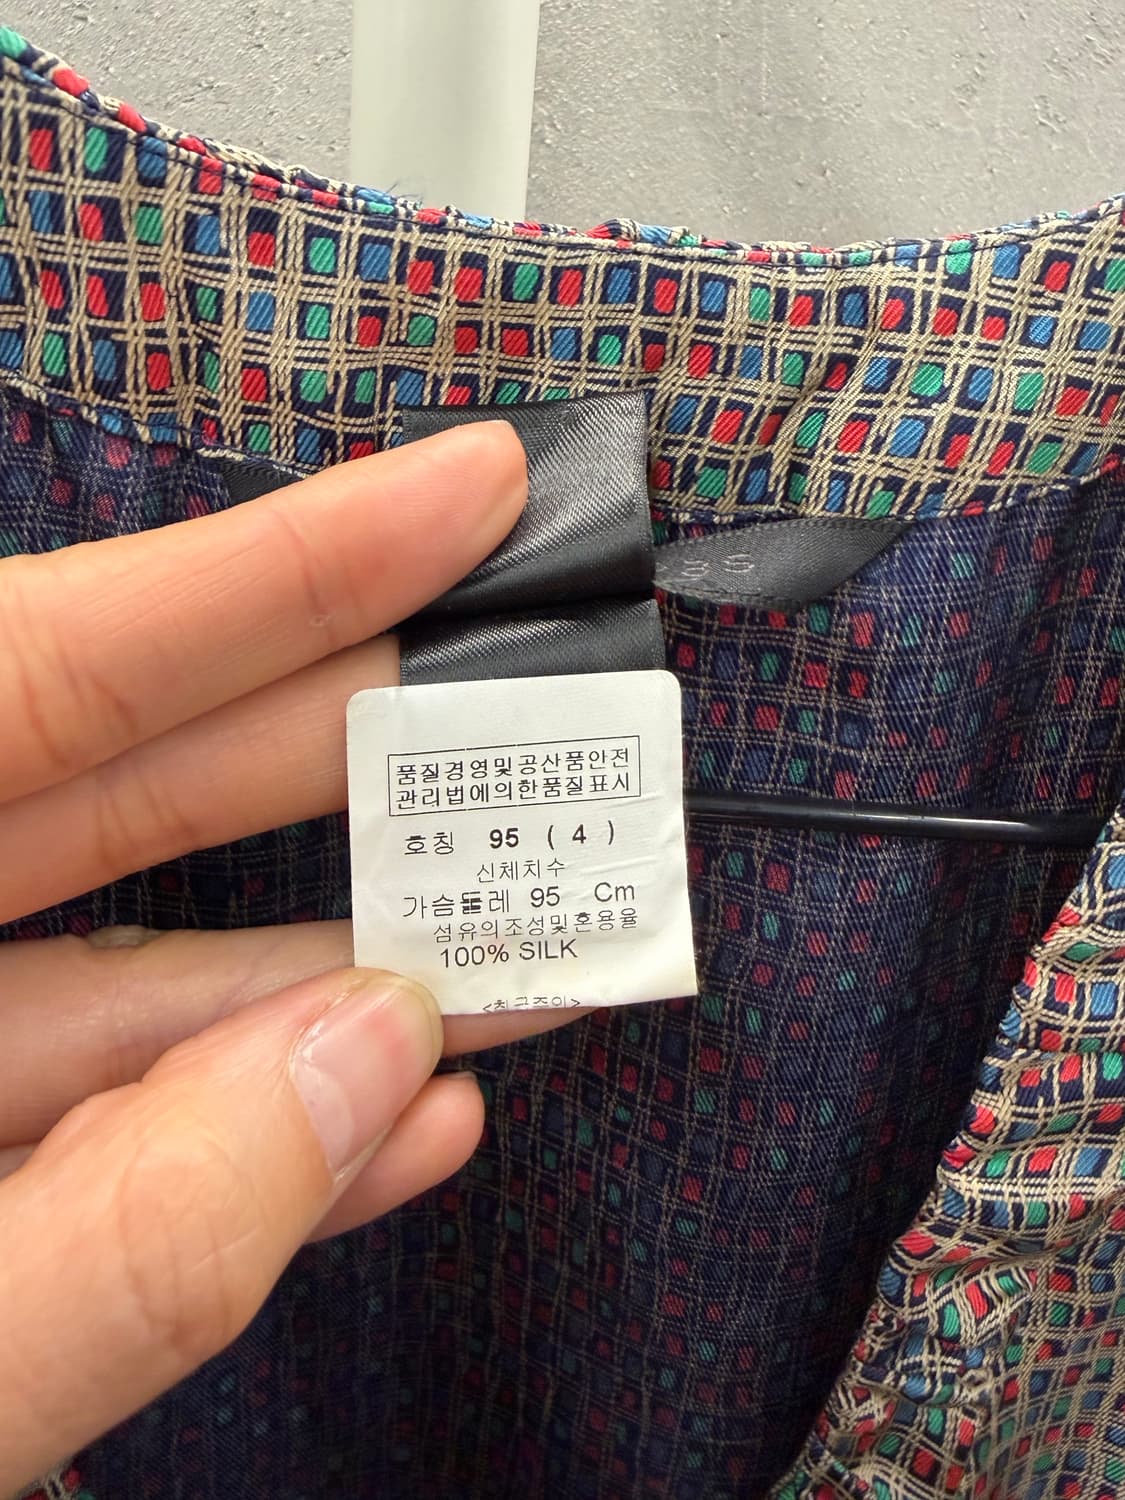 품질경영및공산품안전
관리법에의한품질표시
호칭 95 ( 4 )
신체치수
가슴둘레 95 Cm
섬유의조성및혼용율
100% SILK